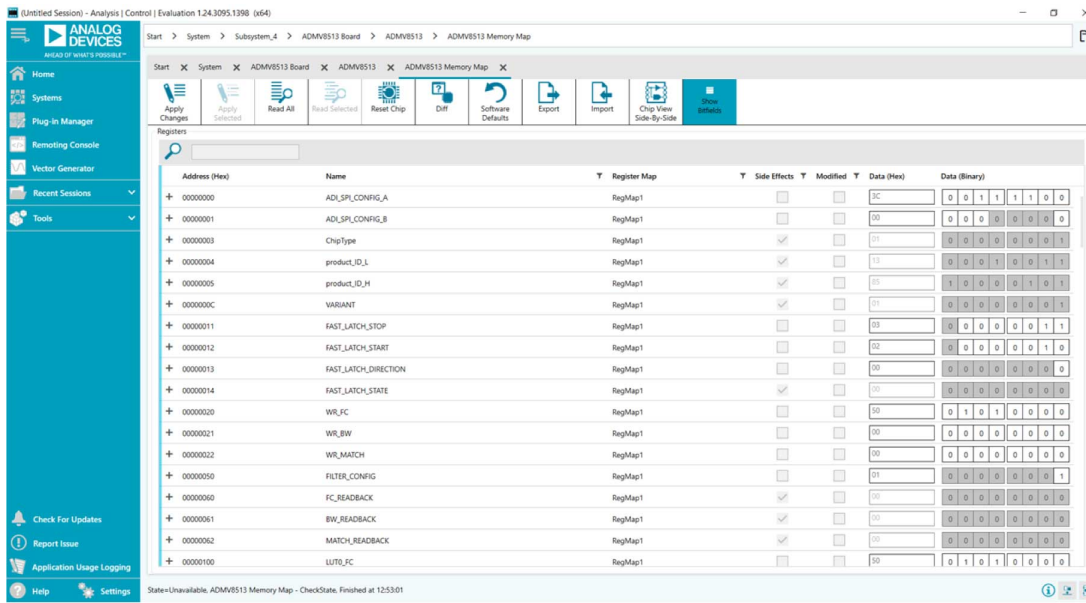 (Untitled Session) - Analysis | Control | Evaluation 1.24.3095.1398 (x64)
ANALOG
DEVICES
AHEAD OF WHAT'S POSSIBLE™
Start > System > Subsystem_4 > ADMV8513 Board > ADMV8513 > ADMV8513 Memory Map
Home
Systems
Plug-in Manager
Remoting Console
Vector Generator
Recent Sessions
Tools
Check For Updates
Report Issue
Application Usage Logging
Help Settings
Start System ADMV8513 Board ADMV8513 ADMV8513 Memory Map
Apply Changes Apply Selected Read All Read Selected Reset Chip Diff Software Defaults Export Import Chip View Side-By-Side Show Bitfields
Registers
Address (Hex) Name Register Map Side Effects Modified Data (Hex) Data (Binary)
+ 00000000 ADI_SPI_CONFIG_A RegMap1 3C 0 0 1 1 1 1 0 0
+ 00000001 ADI_SPI_CONFIG_B RegMap1 00 0 0 0 0 0 0 0 0
+ 00000003 ChipType RegMap1 01 0 0 0 0 0 0 0 1
+ 00000004 product_ID_L RegMap1 13 0 0 0 1 0 0 1 1
+ 00000005 product_ID_H RegMap1 85 1 0 0 0 0 1 0 1
+ 0000000C VARIANT RegMap1 01 0 0 0 0 0 0 0 1
+ 00000011 FAST_LATCH_STOP RegMap1 03 0 0 0 0 0 0 1 1
+ 00000012 FAST_LATCH_START RegMap1 02 0 0 0 0 0 0 1 0
+ 00000013 FAST_LATCH_DIRECTION RegMap1 00 0 0 0 0 0 0 0 0
+ 00000014 FAST_LATCH_STATE RegMap1 00 0 0 0 0 0 0 0 0
+ 00000020 WR_FC RegMap1 50 0 1 0 1 0 0 0 0
+ 00000021 WR_BW RegMap1 00 0 0 0 0 0 0 0 0
+ 00000022 WR_MATCH RegMap1 00 0 0 0 0 0 0 0 0
+ 00000050 FILTER_CONFIG RegMap1 01 0 0 0 0 0 0 0 1
+ 00000060 FC_READBACK RegMap1 00 0 0 0 0 0 0 0 0
+ 00000061 BW_READBACK RegMap1 00 0 0 0 0 0 0 0 0
+ 00000062 MATCH_READBACK RegMap1 00 0 0 0 0 0 0 0 0
+ 00000100 LUT0_FC RegMap1 50 0 1 0 1 0 0 0 0
State=Unavailable, ADMV8513 Memory Map - CheckState, Finished at 12:53:01